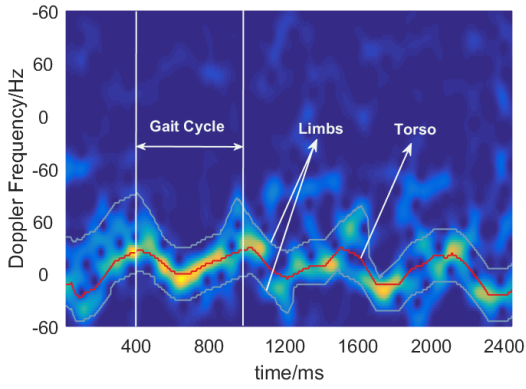 Doppler Frequency/Hz
-60
60
0
-60
60
0
-60
Gait Cycle
Limbs
Torso
400
800
1200
1600
2000
2400
time/ms